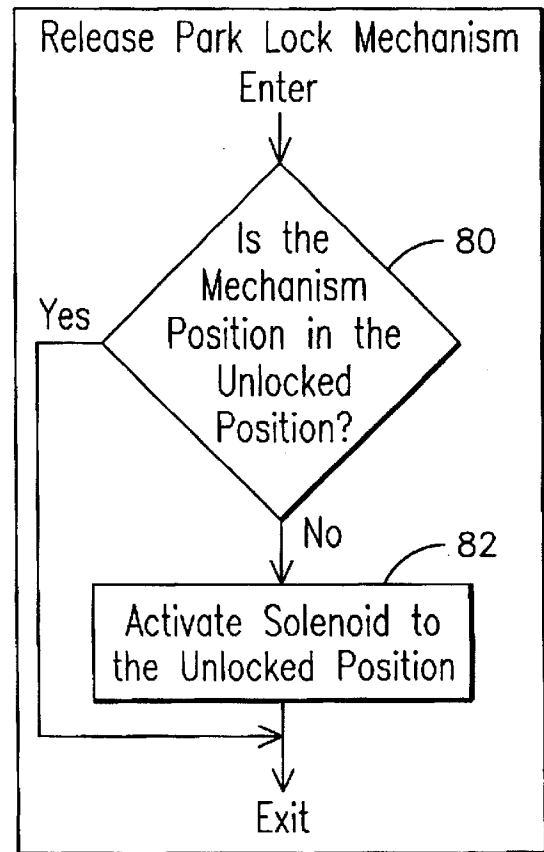 Release Park Lock Mechanism
Enter
Is the
Mechanism
Position in the
Unlocked
Position?
80
Yes
No
82
Activate Solenoid to
the Unlocked Position
Exit